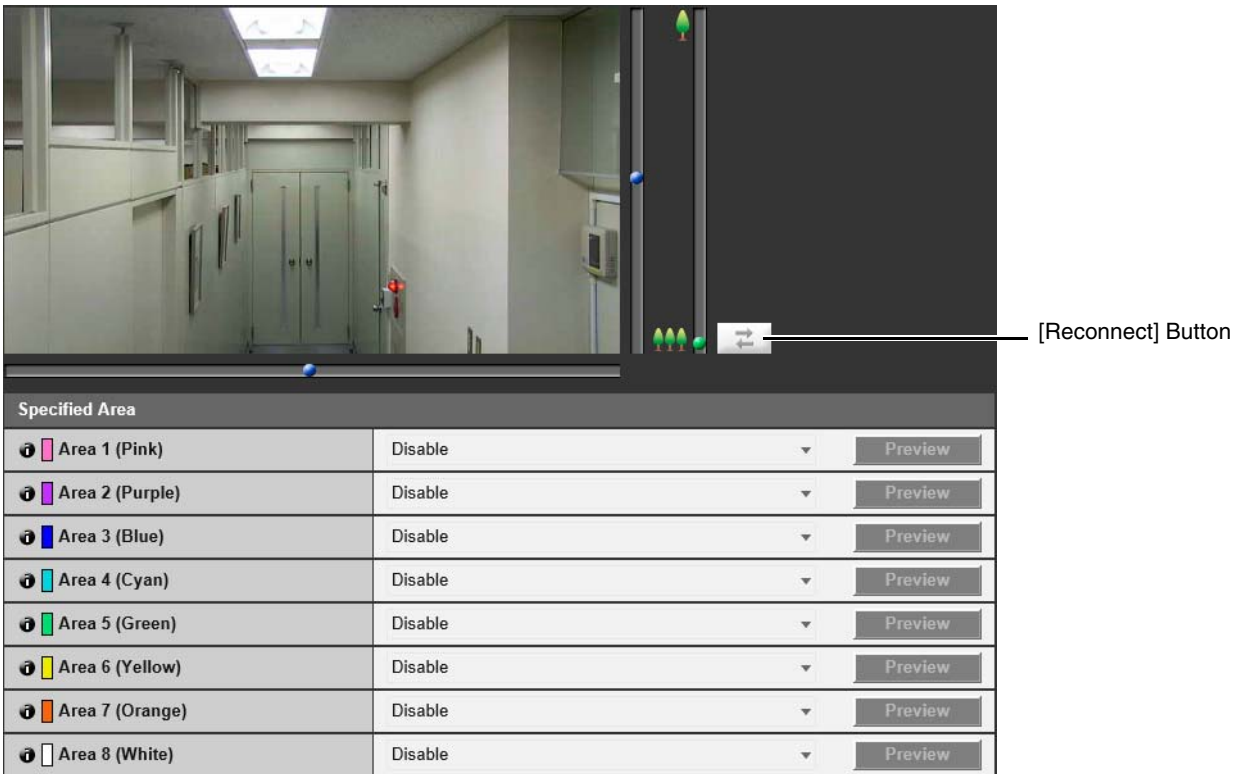 [Reconnect] Button
Specified Area
Area 1 (Pink) Disable Preview
Area 2 (Purple) Disable Preview
Area 3 (Blue) Disable Preview
Area 4 (Cyan) Disable Preview
Area 5 (Green) Disable Preview
Area 6 (Yellow) Disable Preview
Area 7 (Orange) Disable Preview
Area 8 (White) Disable Preview